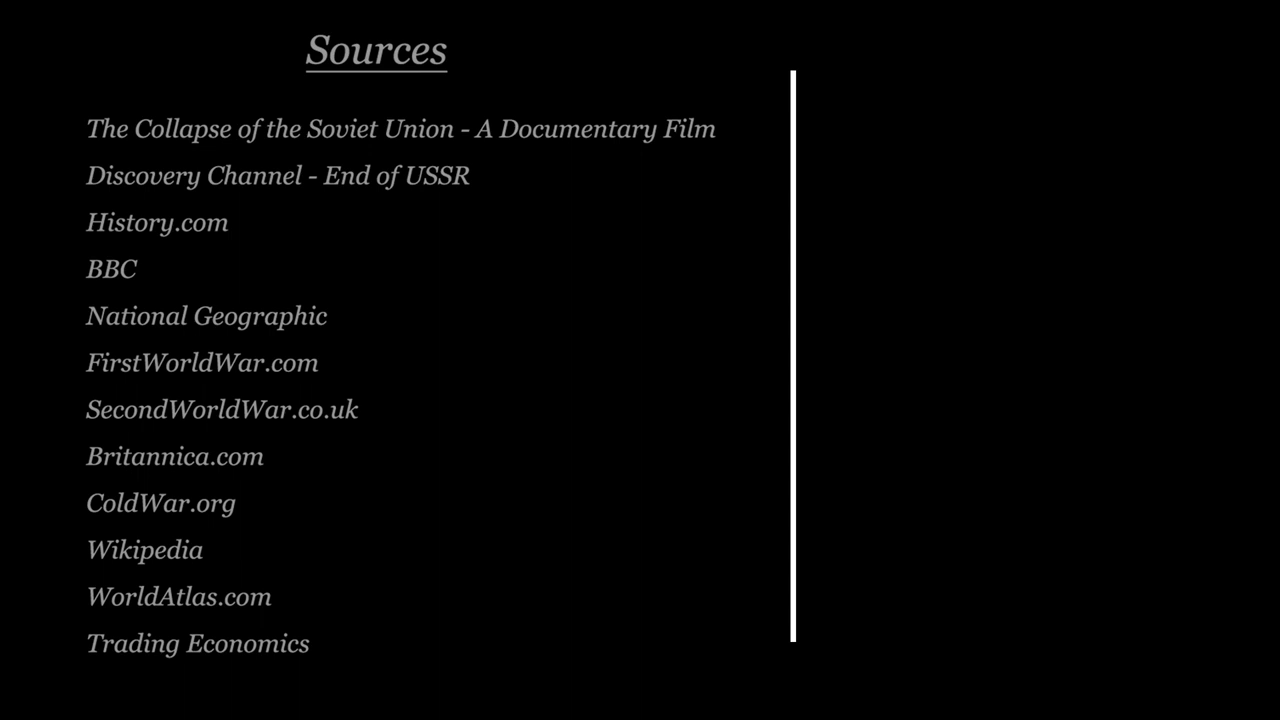 Sources
The Collapse of the Soviet Union - A Documentary Film
Discovery Channel - End of USSR
History.com
BBC
National Geographic
FirstWorldWar.com
SecondWorldWar.co.uk
Britannica.com
ColdWar.org
Wikipedia
WorldAtlas.com
Trading Economics